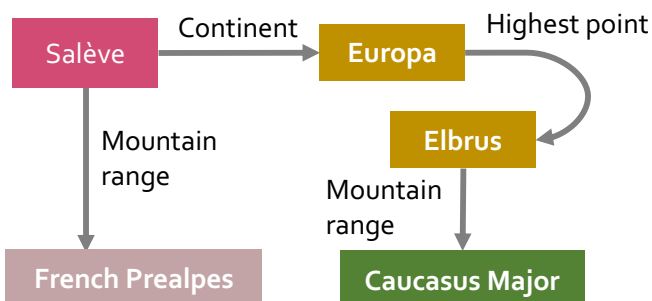 Continent
Highest point
Salève
Europa
Elbrus
Mountain
range
Mountain
range
French Prealpes
Caucasus Major